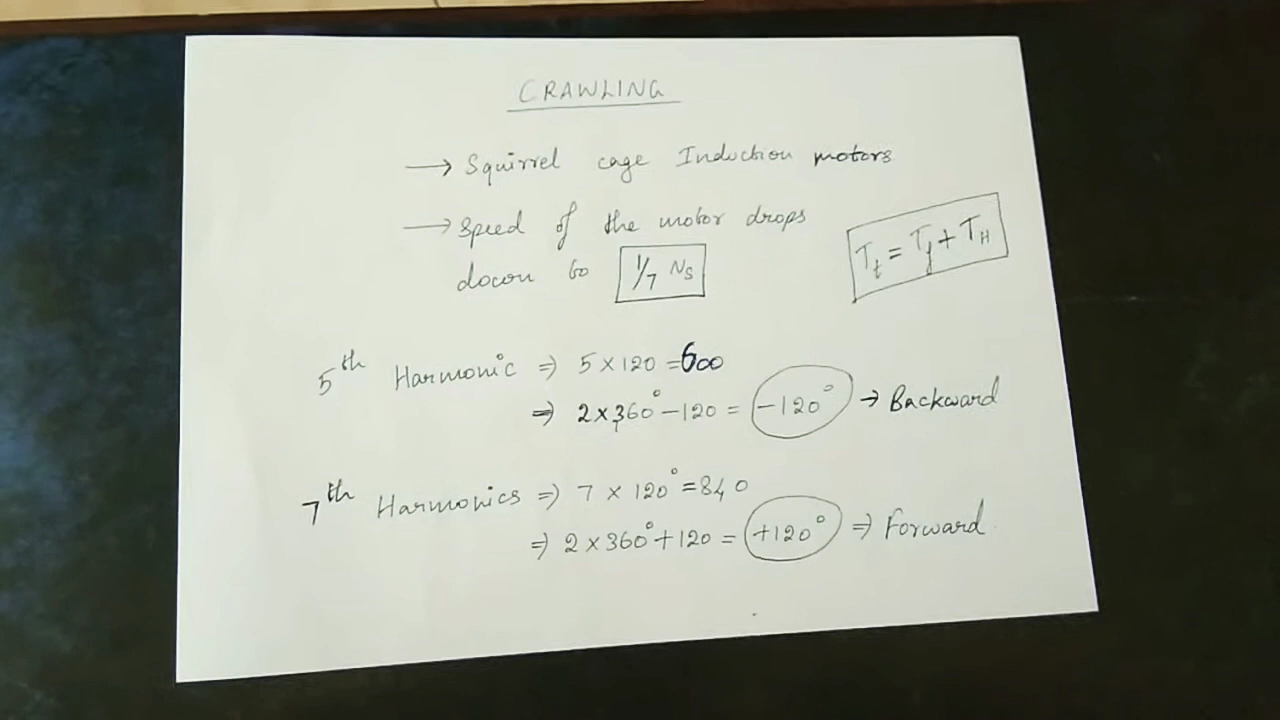 CRAWLING
→ Squirrel cage Induction motors
→ Speed of the motor drops
down to 1/7 Ns
Tt = Tf + TH
5th Harmonic ⇒ 5 × 120 = 600
⇒ 2 × 360° - 120 = -120° → Backward
7th Harmonics ⇒ 7 × 120° = 840
⇒ 2 × 360° + 120 = +120° ⇒ Forward